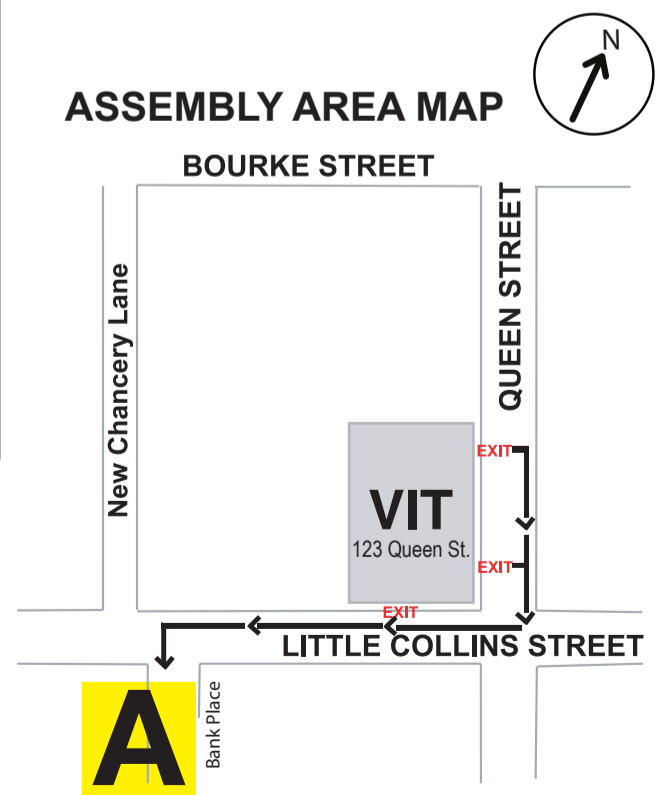 N
ASSEMBLY AREA MAP
BOURKE STREET
QUEEN STREET
New Chancery Lane
EXIT
VIT
123 Queen St.
EXIT
EXIT
LITTLE COLLINS STREET
A
Bank Place